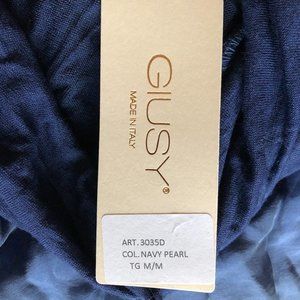 GIUSY®
MADE IN ITALY
ART. 3035D
COL. NAVY PEARL
TG M/M